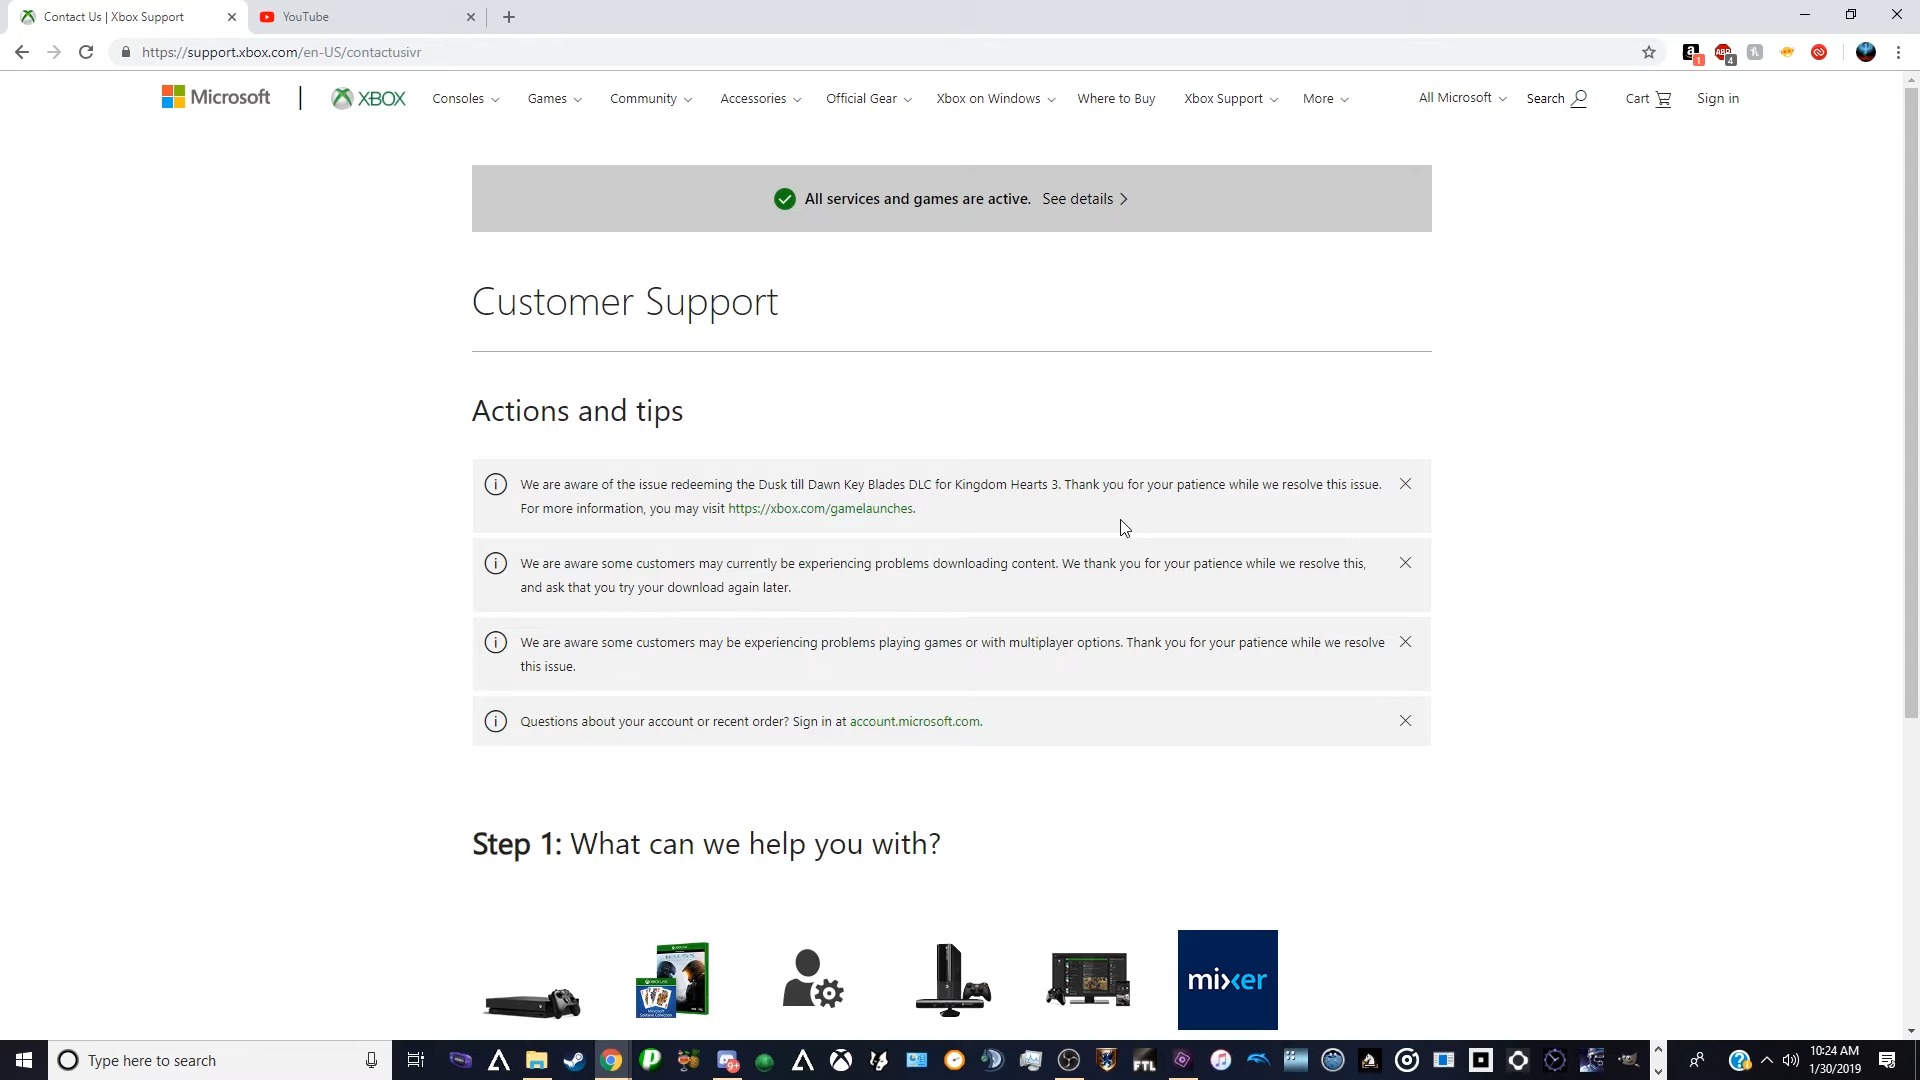 Contact Us | Xbox Support
YouTube
https://support.xbox.com/en-US/contactusivr
1
ABP
4
Microsoft
XBOX
Consoles
Games
Community
Accessories
Official Gear
Xbox on Windows
Where to Buy
Xbox Support
More
All Microsoft
Search
Cart
Sign in
All services and games are active. See details
Customer Support
Actions and tips
We are aware of the issue redeeming the Dusk till Dawn Key Blades DLC for Kingdom Hearts 3. Thank you for your patience while we resolve this issue.
For more information, you may visit https://xbox.com/gamelaunches.
We are aware some customers may currently be experiencing problems downloading content. We thank you for your patience while we resolve this,
and ask that you try your download again later.
We are aware some customers may be experiencing problems playing games or with multiplayer options. Thank you for your patience while we resolve
this issue.
Questions about your account or recent order? Sign in at account.microsoft.com.
Step 1: What can we help you with?
mixer
Type here to search
9+
FTL
10:24 AM
1/30/2019